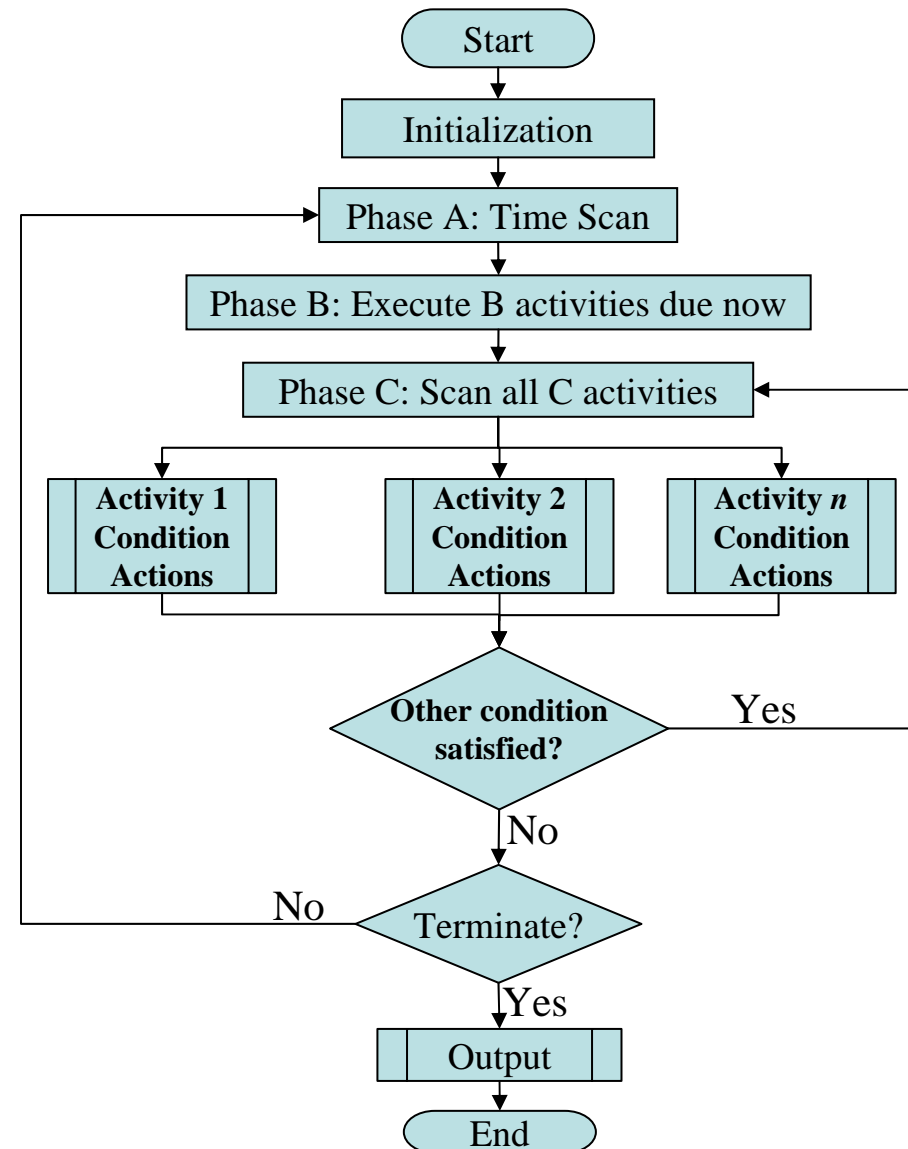 Start
Initialization
Phase A: Time Scan
Phase B: Execute B activities due now
Phase C: Scan all C activities
Activity 1
Condition
Actions
Activity 2
Condition
Actions
Activity n
Condition
Actions
Other condition
satisfied?
Yes
No
Terminate?
No
Yes
Output
End